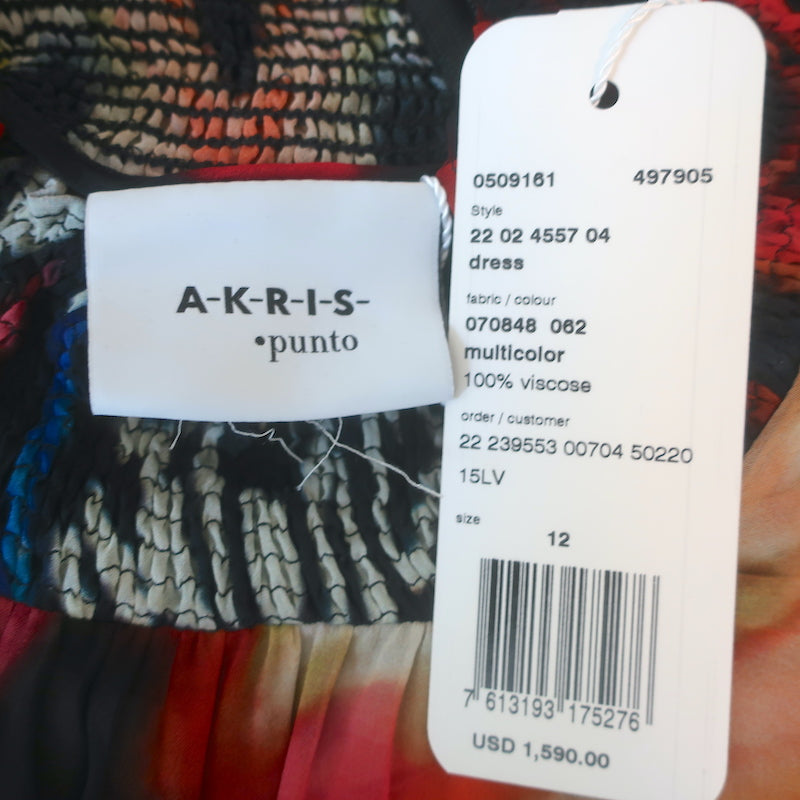 A-K-R-I-S-
•punto
0509161 497905
Style
22 02 4557 04
dress
fabric / colour
070848 062
multicolor
100% viscose
order / customer
22 239553 00704 50220
15LV
size
12
7 613193 175276
USD 1,590.00